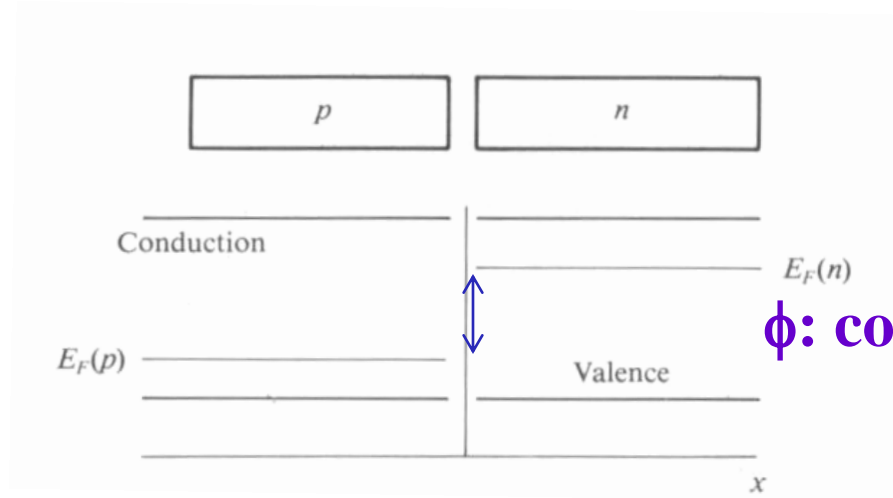 p n
Conduction
E_F(n)
ϕ: co
E_F(p)
Valence
x